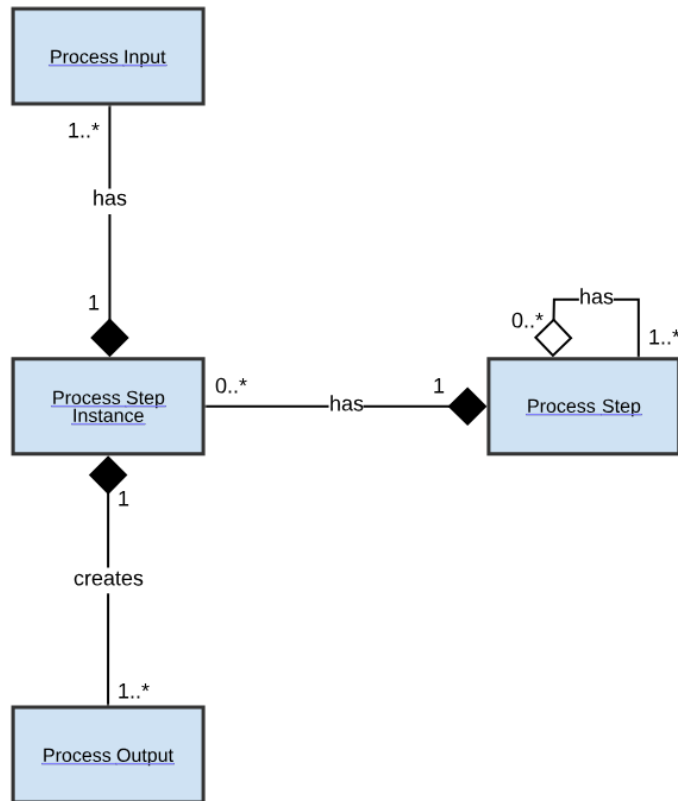 Process Input
1..*
has
1
has
0..*
1..*
Process Step
Instance
0..*
has
1
Process Step
1
creates
1..*
Process Output